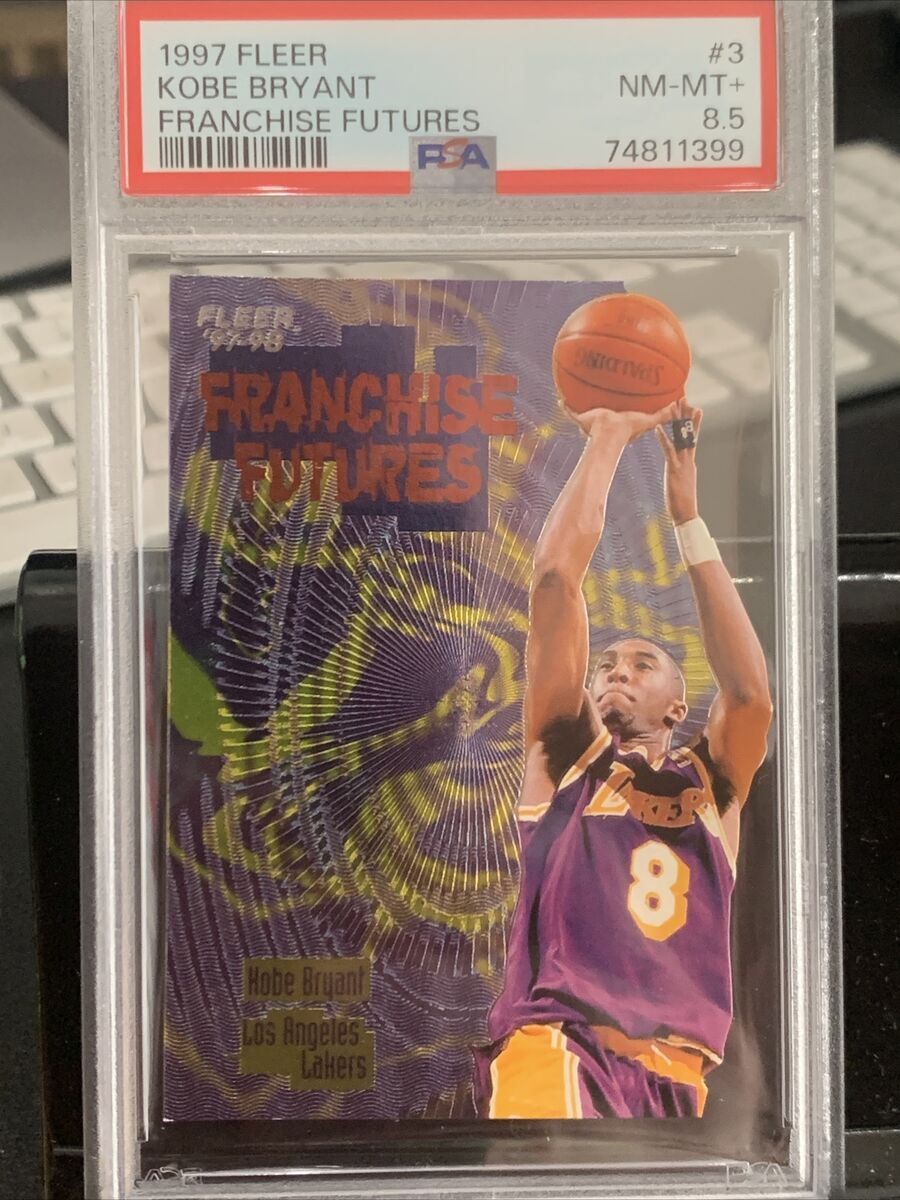 1997 FLEER #3
KOBE BRYANT NM-MT+
FRANCHISE FUTURES 8.5
PSA 74811399
FLEER
'97-98
FRANCHiSE
FUTURES
SPALDING
8
Kobe Bryant
Los Angeles
Lakers